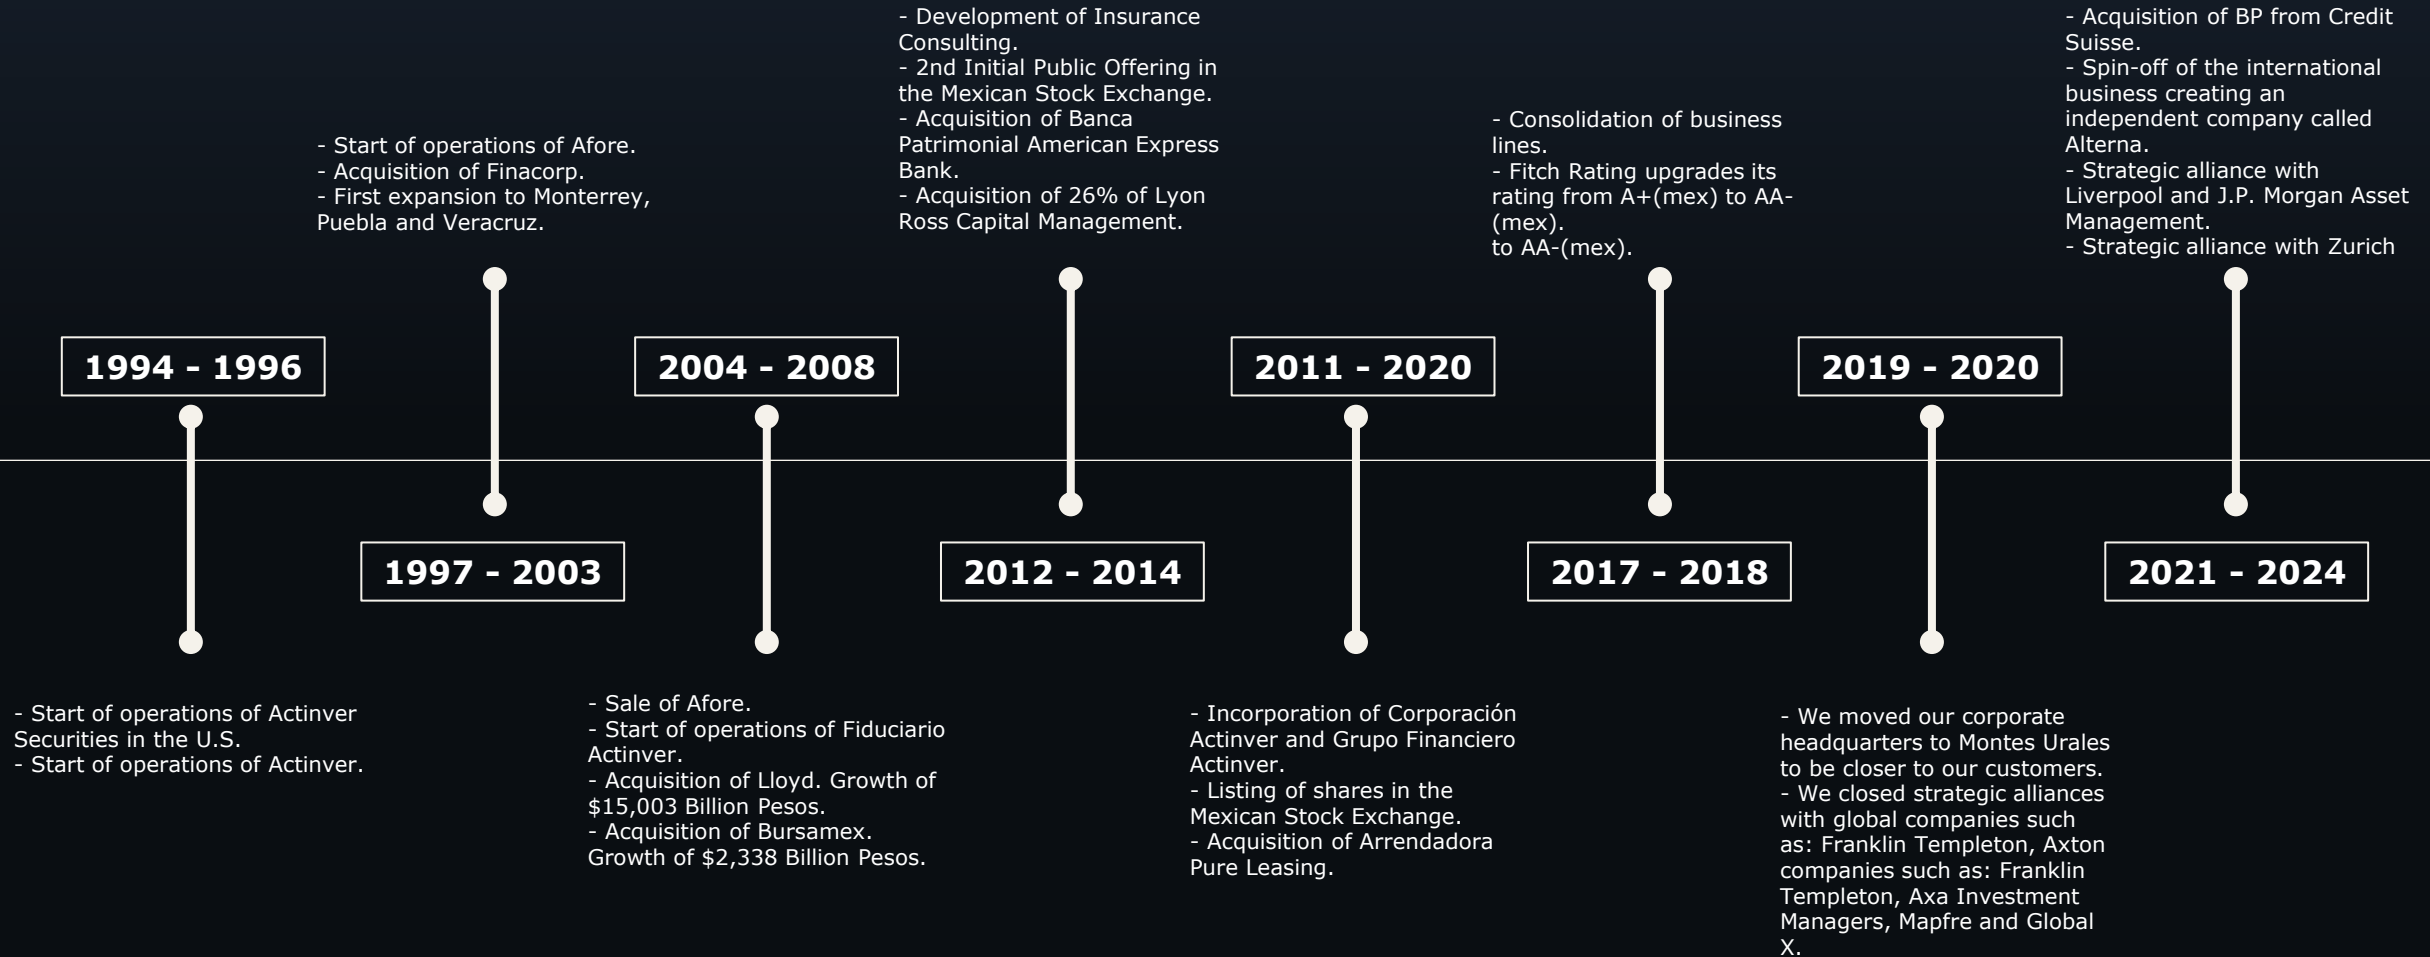 1994 - 1996
- Start of operations of Actinver
Securities in the U.S.
- Start of operations of Actinver.
- Start of operations of Afore.
- Acquisition of Finacorp.
- First expansion to Monterrey,
Puebla and Veracruz.
1997 - 2003
2004 - 2008
- Sale of Afore.
- Start of operations of Fiduciario
Actinver.
- Acquisition of Lloyd. Growth of
$15,003 Billion Pesos.
- Acquisition of Bursamex.
Growth of $2,338 Billion Pesos.
- Development of Insurance
Consulting.
- 2nd Initial Public Offering in
the Mexican Stock Exchange.
- Acquisition of Banca
Patrimonial American Express
Bank.
- Acquisition of 26% of Lyon
Ross Capital Management.
2012 - 2014
2011 - 2020
- Incorporation of Corporación
Actinver and Grupo Financiero
Actinver.
- Listing of shares in the
Mexican Stock Exchange.
- Acquisition of Arrendadora
Pure Leasing.
- Consolidation of business
lines.
- Fitch Rating upgrades its
rating from A+(mex) to AA-
(mex).
to AA-(mex).
2017 - 2018
2019 - 2020
- We moved our corporate
headquarters to Montes Urales
to be closer to our customers.
- We closed strategic alliances
with global companies such
as: Franklin Templeton, Axton
companies such as: Franklin
Templeton, Axa Investment
Managers, Mapfre and Global
X.
- Acquisition of BP from Credit
Suisse.
- Spin-off of the international
business creating an
independent company called
Alterna.
- Strategic alliance with
Liverpool and J.P. Morgan Asset
Management.
- Strategic alliance with Zurich
2021 - 2024